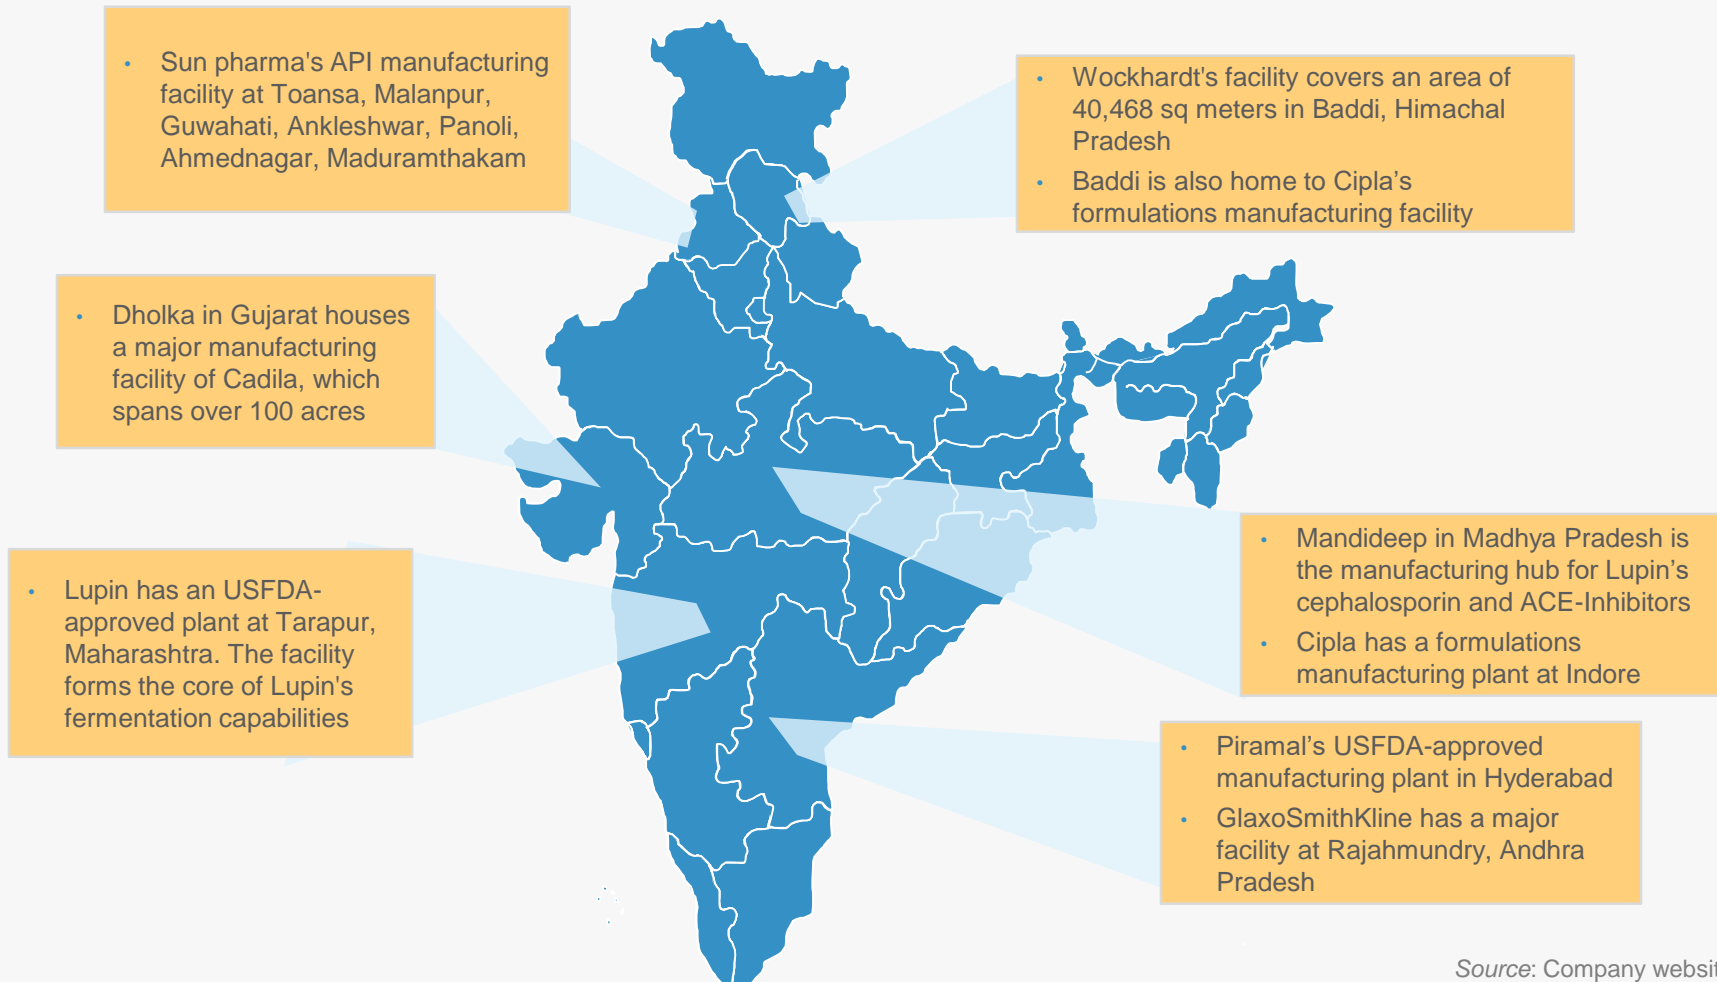 • Sun pharma's API manufacturing
facility at Toansa, Malanpur,
Guwahati, Ankleshwar, Panoli,
Ahmednagar, Maduramthakam
• Wockhardt's facility covers an area of
40,468 sq meters in Baddi, Himachal
Pradesh
• Baddi is also home to Cipla’s
formulations manufacturing facility
• Dholka in Gujarat houses
a major manufacturing
facility of Cadila, which
spans over 100 acres
• Lupin has an USFDA-
approved plant at Tarapur,
Maharashtra. The facility
forms the core of Lupin's
fermentation capabilities
• Mandideep in Madhya Pradesh is
the manufacturing hub for Lupin’s
cephalosporin and ACE-Inhibitors
• Cipla has a formulations
manufacturing plant at Indore
• Piramal’s USFDA-approved
manufacturing plant in Hyderabad
• GlaxoSmithKline has a major
facility at Rajahmundry, Andhra
Pradesh
Source: Company websit